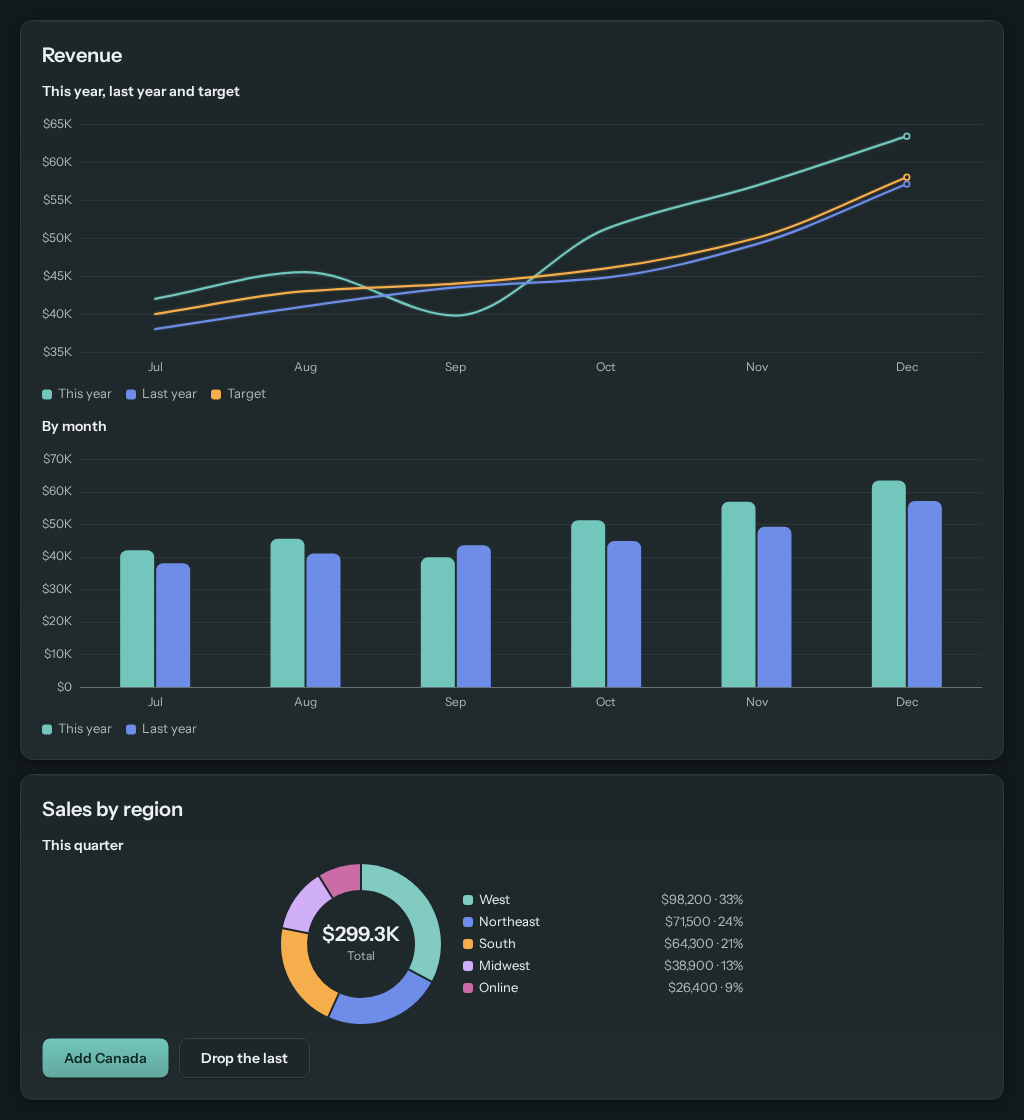 Revenue
This year, last year and target
$65K
$60K
$55K
$50K
$45K
$40K
$35K
Jul Aug Sep Oct Nov Dec
This year Last year Target
By month
$70K
$60K
$50K
$40K
$30K
$20K
$10K
$0
Jul Aug Sep Oct Nov Dec
This year Last year
Sales by region
This quarter
$299.3K
Total
West $98,200 · 33%
Northeast $71,500 · 24%
South $64,300 · 21%
Midwest $38,900 · 13%
Online $26,400 · 9%
Add Canada Drop the last